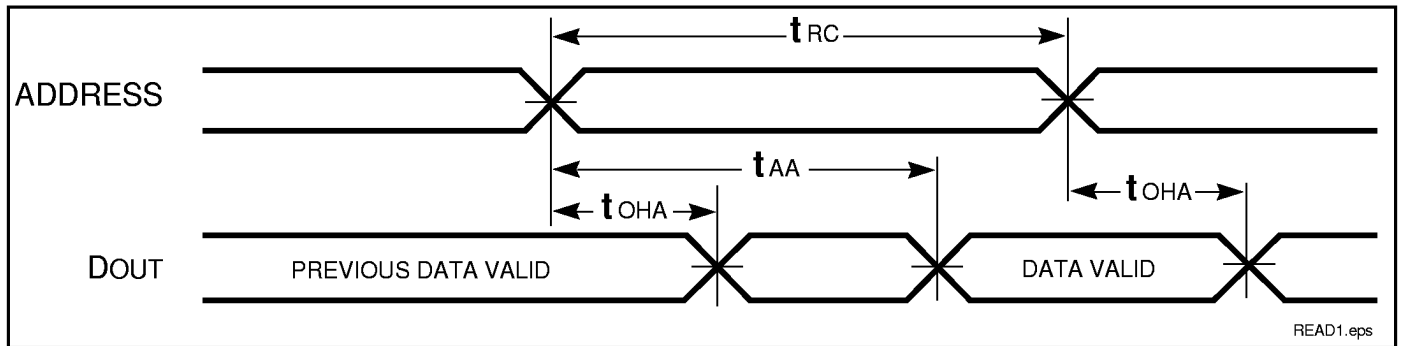 tRC
ADDRESS
tAA
tOHA
tOHA
DOUT
PREVIOUS DATA VALID
DATA VALID
READ1.eps